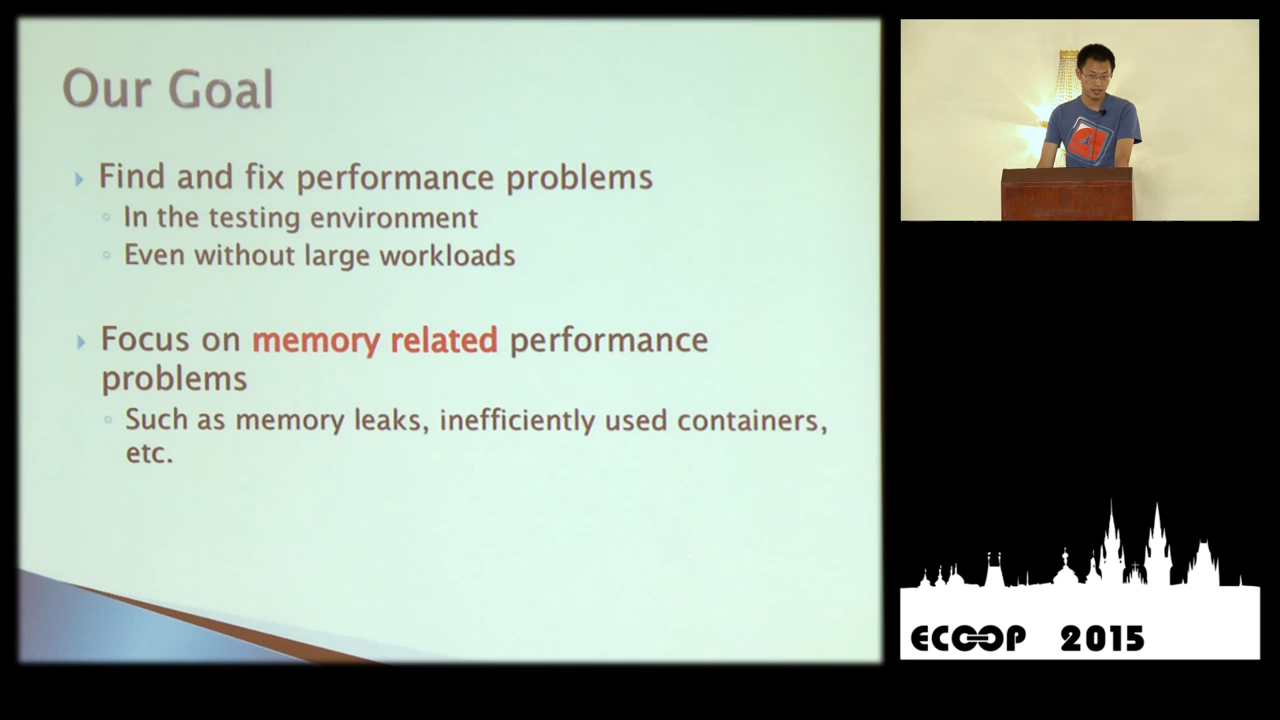 Our Goal
Find and fix performance problems
In the testing environment
Even without large workloads
Focus on memory related performance
problems
Such as memory leaks, inefficiently used containers,
etc.
ECOOP 2015